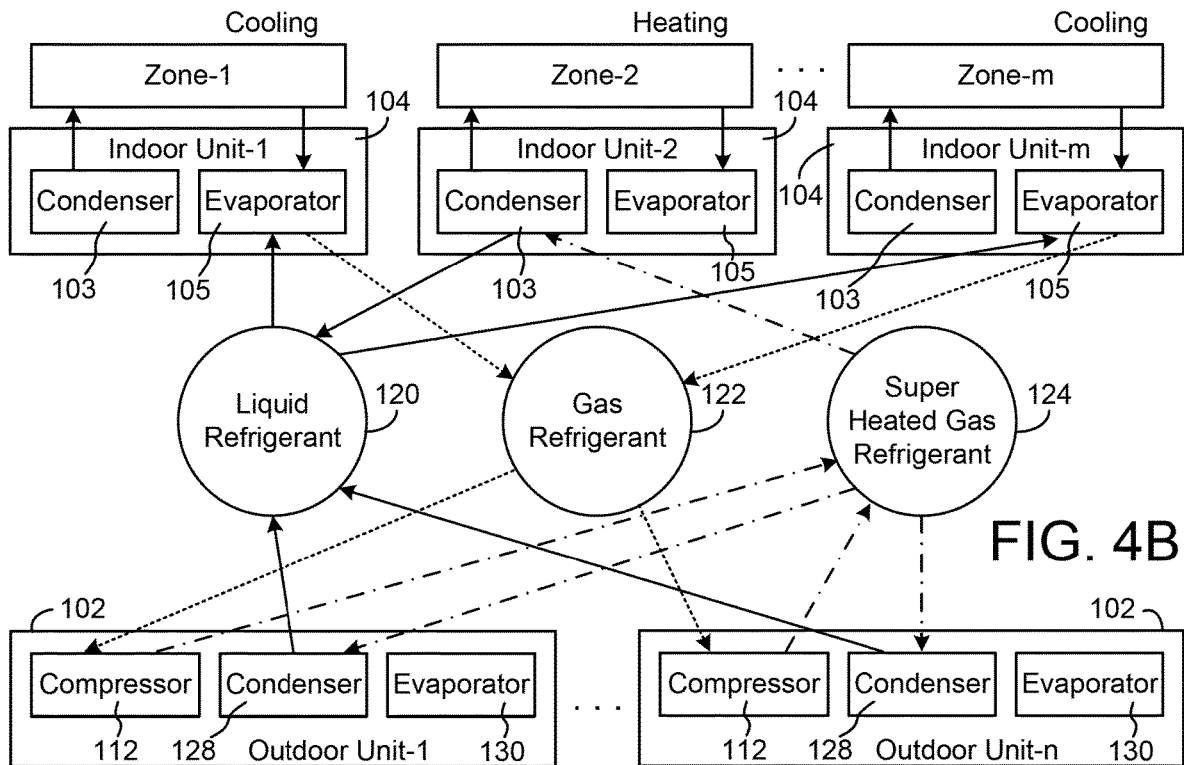 Cooling
Heating
Cooling
Zone-1
Zone-2
. . .
Zone-m
104
104
Indoor Unit-1
Indoor Unit-2
Indoor Unit-m
104
Condenser
Evaporator
Condenser
Evaporator
Condenser
Evaporator
103
105
103
105
103
105
Liquid
Refrigerant
120
Gas
Refrigerant
122
Super
Heated Gas
Refrigerant
124
FIG. 4B
102
102
Compressor
Condenser
Evaporator
. . .
Compressor
Condenser
Evaporator
112
128
Outdoor Unit-1
130
112
128
Outdoor Unit-n
130